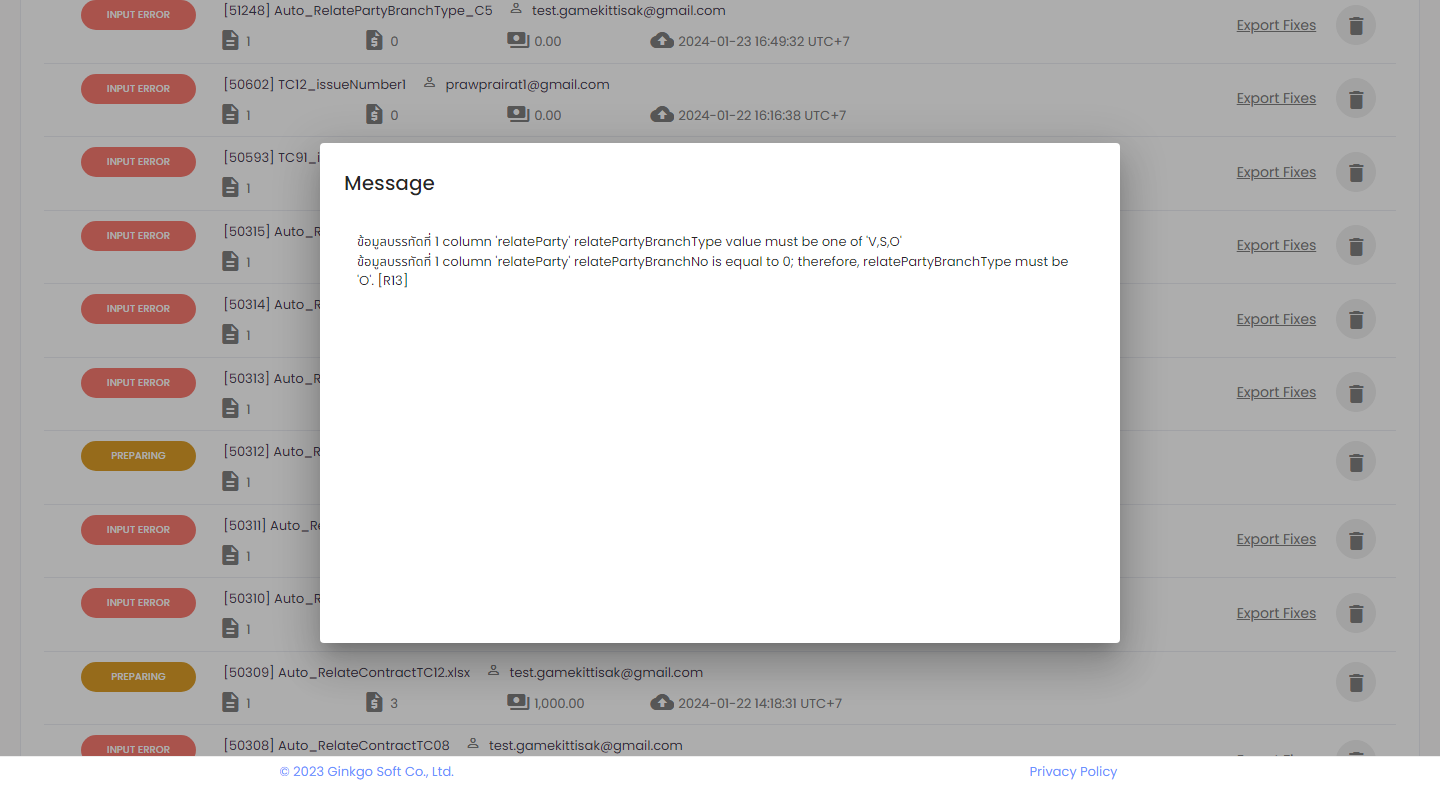 INPUT ERROR
[51248] Auto_RelatePartyBranchType_C5 test.gamekittisak@gmail.com
Export Fixes
1 0 0.00 2024-01-23 16:49:32 UTC+7
INPUT ERROR
[50602] TC12_issueNumber1 prawprairat1@gmail.com
Export Fixes
1 0 0.00 2024-01-22 16:16:38 UTC+7
INPUT ERROR
[50593] TC91_i
Export Fixes
1
Message
INPUT ERROR
[50315] Auto_R
Export Fixes
1
ข้อมูลบรรทัดที่ 1 column 'relateParty' relatePartyBranchType value must be one of 'V,S,O'
ข้อมูลบรรทัดที่ 1 column 'relateParty' relatePartyBranchNo is equal to 0; therefore, relatePartyBranchType must be
'O'. [R13]
INPUT ERROR
[50314] Auto_R
Export Fixes
1
INPUT ERROR
[50313] Auto_R
Export Fixes
1
PREPARING
[50312] Auto_R
1
INPUT ERROR
[50311] Auto_Re
Export Fixes
1
INPUT ERROR
[50310] Auto_R
Export Fixes
1
PREPARING
[50309] Auto_RelateContractTC12.xlsx test.gamekittisak@gmail.com
1 3 1,000.00 2024-01-22 14:18:31 UTC+7
INPUT ERROR
[50308] Auto_RelateContractTC08 test.gamekittisak@gmail.com
© 2023 Ginkgo Soft Co., Ltd.
Privacy Policy